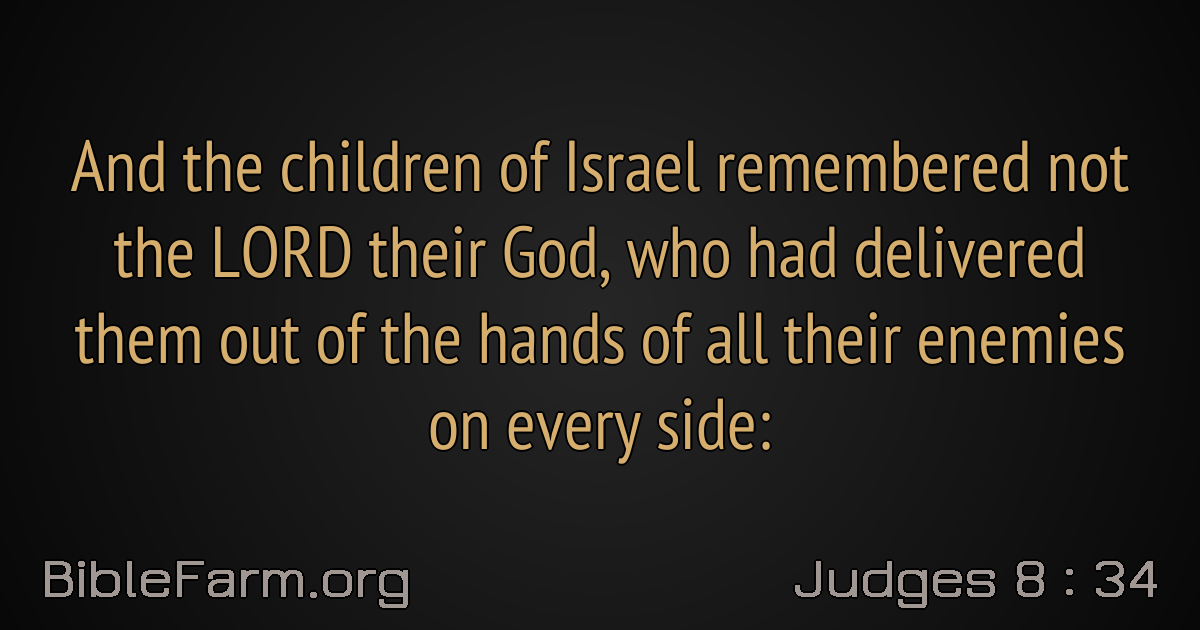 And the children of Israel remembered not
the LORD their God, who had delivered
them out of the hands of all their enemies
on every side:
BibleFarm.org
Judges 8 : 34